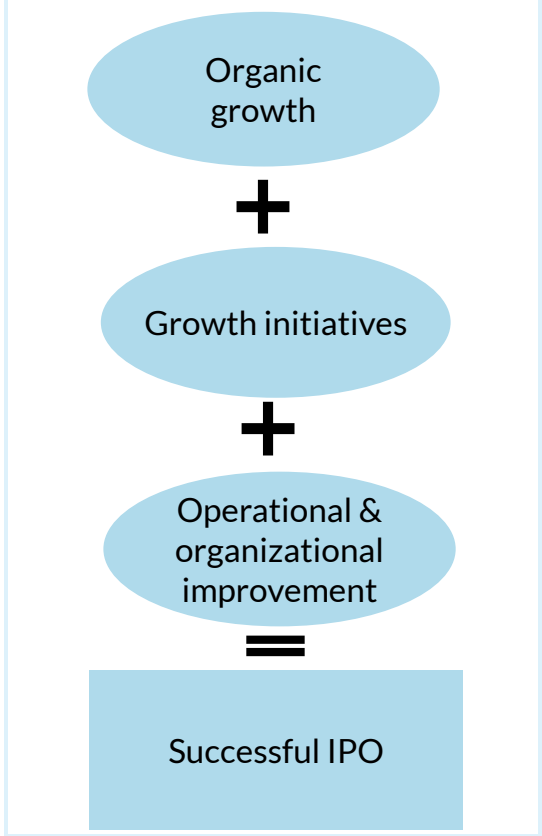 Organic
growth
+
Growth initiatives
+
Operational &
organizational
improvement
=
Successful IPO